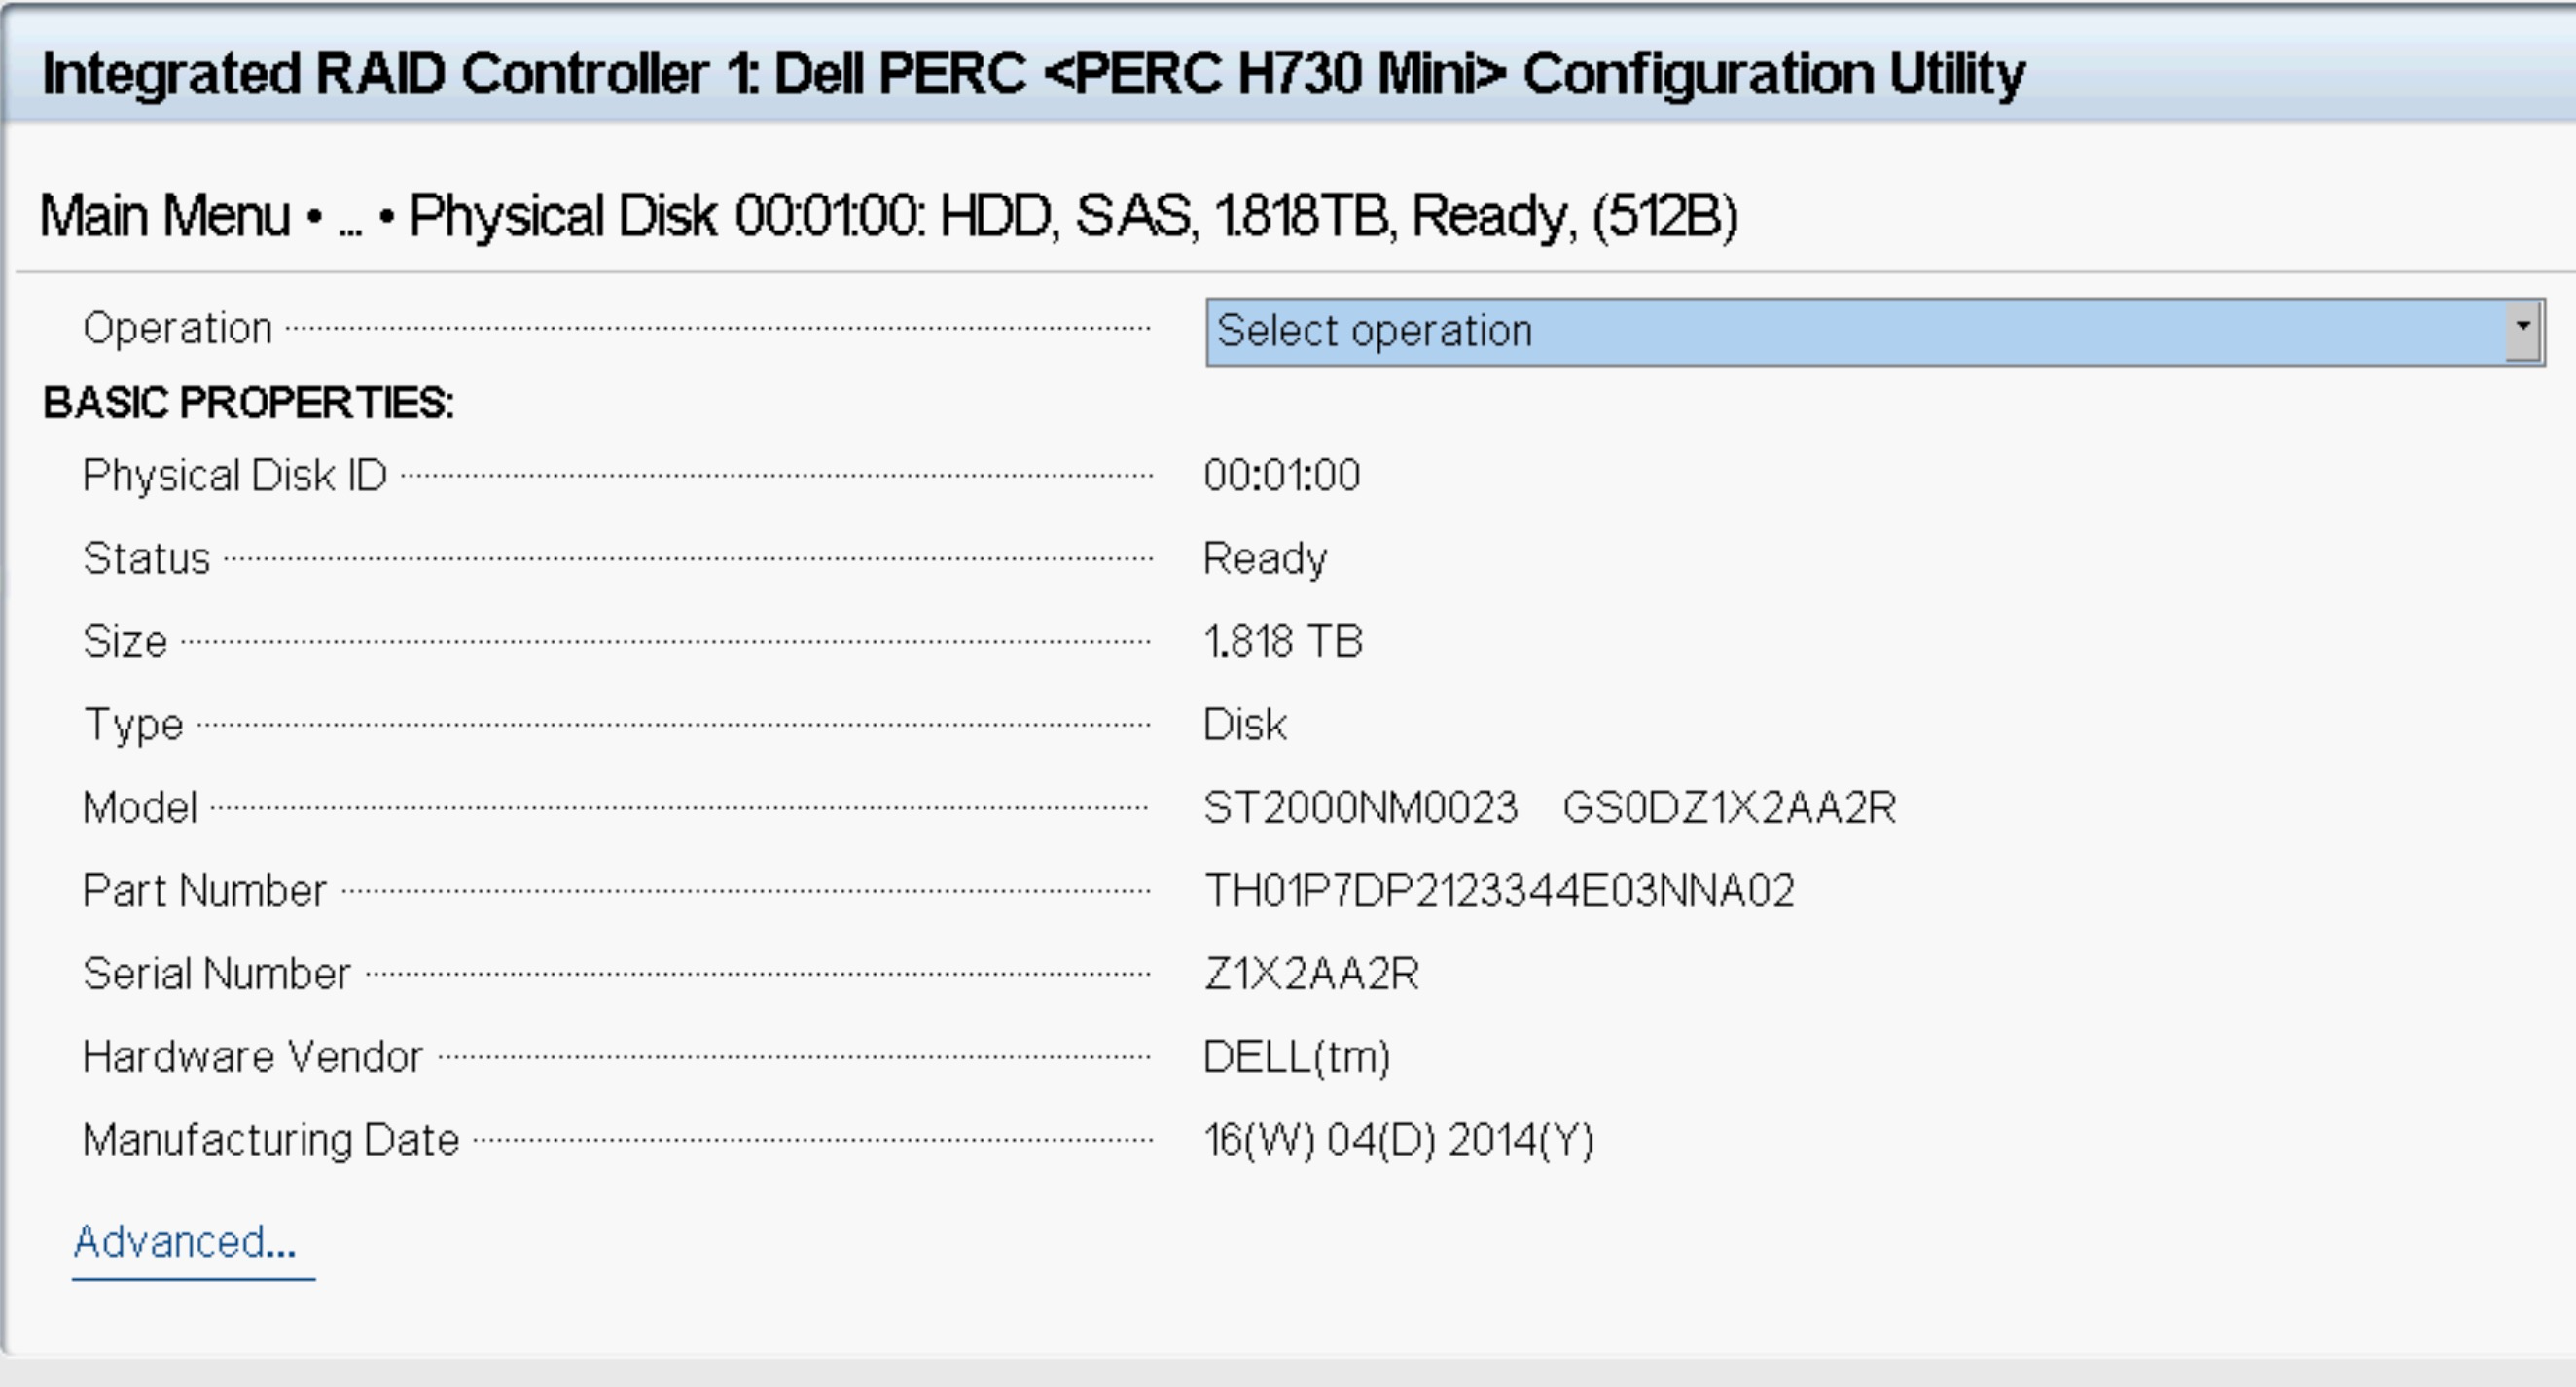 Integrated RAID Controller 1: Dell PERC <PERC H730 Mini> Configuration Utility
Main Menu • ... • Physical Disk 00:01:00: HDD, SAS, 1.818TB, Ready, (512B)
Operation Select operation
BASIC PROPERTIES:
Physical Disk ID 00:01:00
Status Ready
Size 1.818 TB
Type Disk
Model ST2000NM0023 GS0DZ1X2AA2R
Part Number TH01P7DP2123344E03NNA02
Serial Number Z1X2AA2R
Hardware Vendor DELL(tm)
Manufacturing Date 16(W) 04(D) 2014(Y)
Advanced...